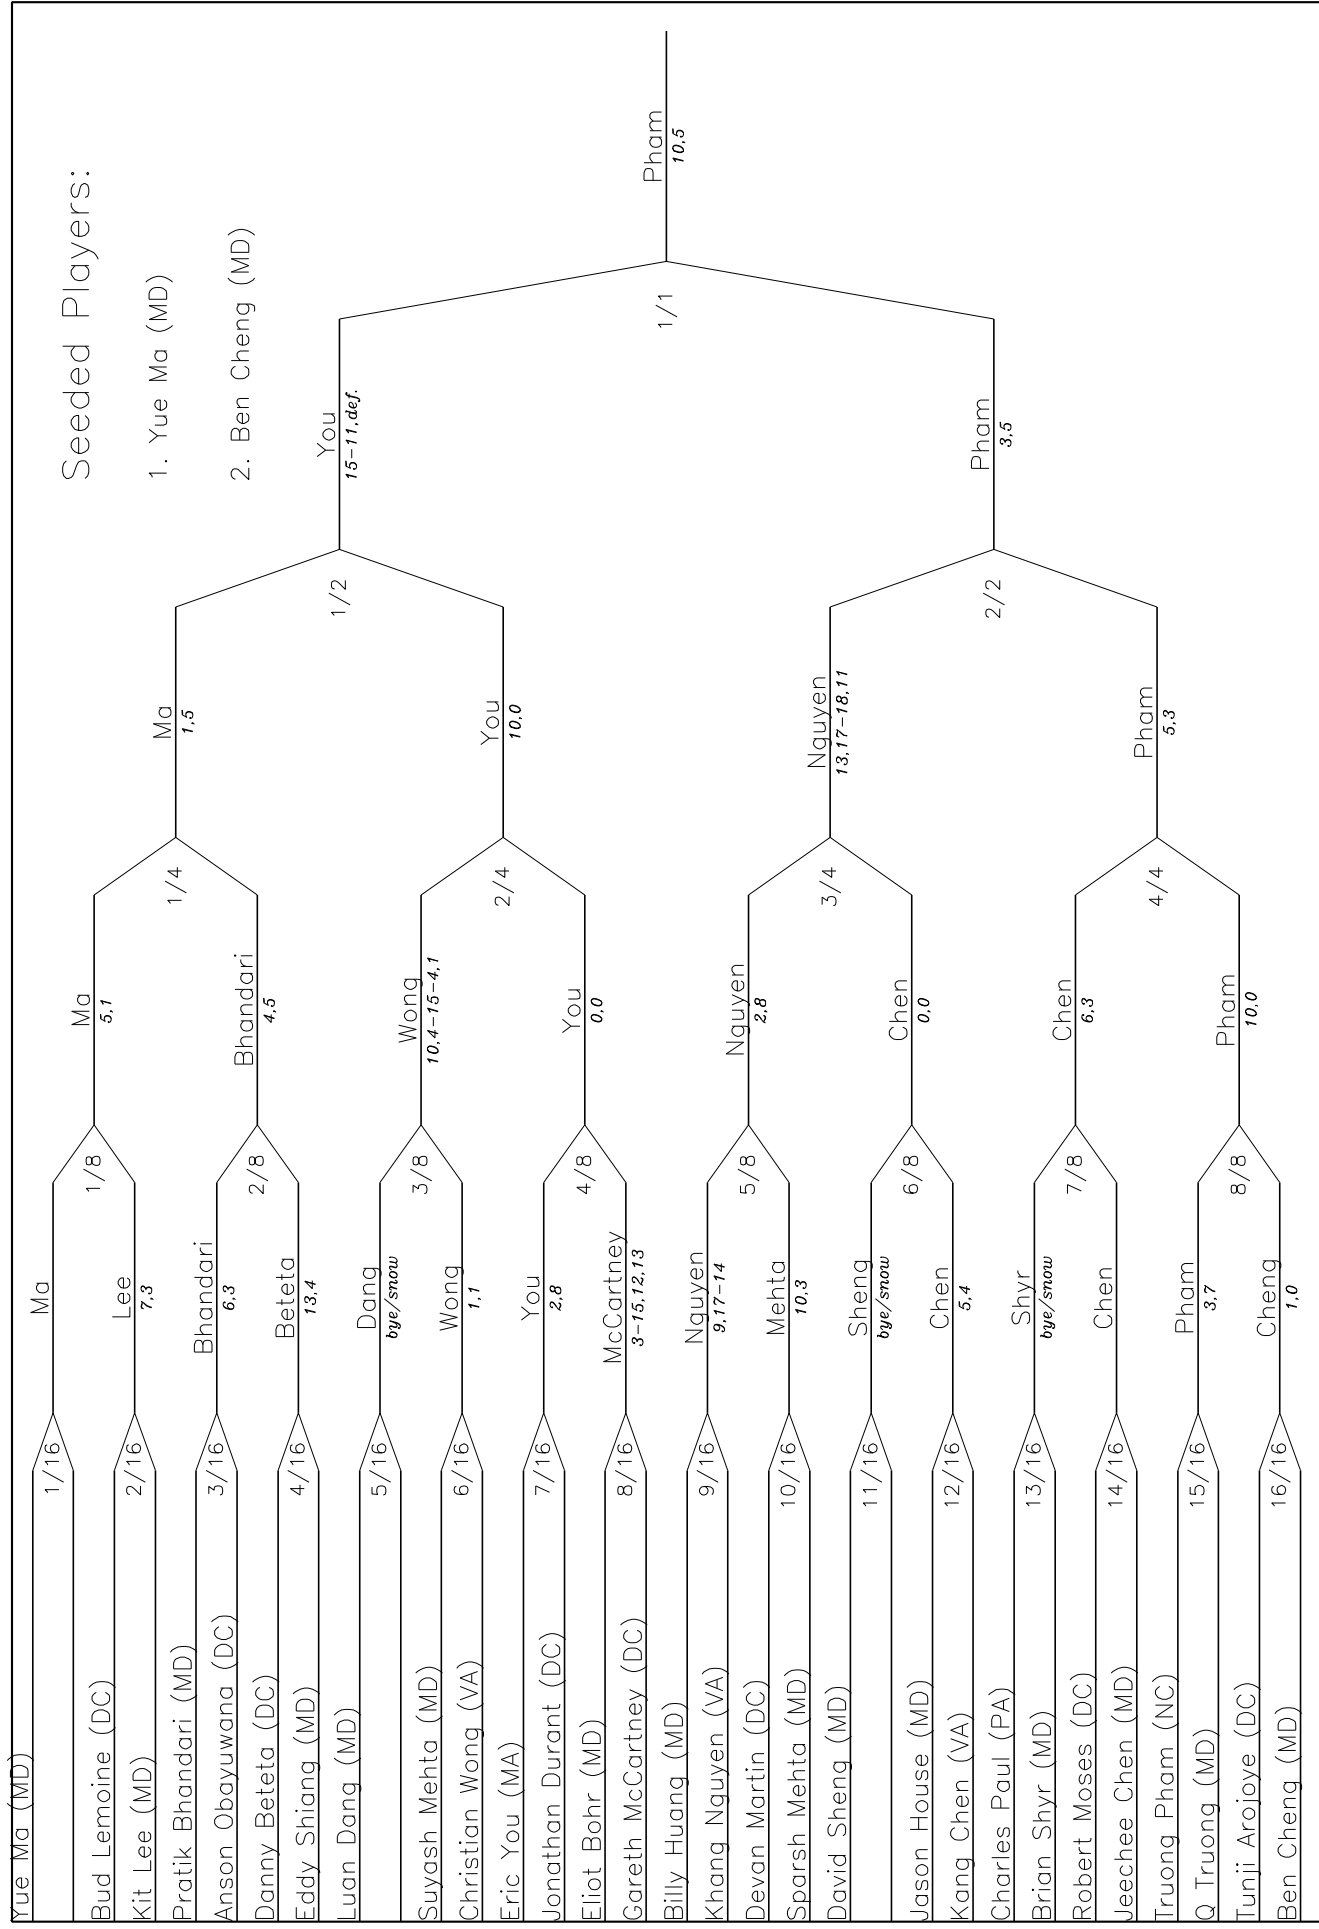 Seeded Players:
1. Yue Ma (MD)
2. Ben Cheng (MD)
Yue Ma (MD)
Bud Lemoine (DC)
Kit Lee (MD)
Pratik Bhandari (MD)
Anson Obayuwana (DC)
Danny Beteta (DC)
Eddy Shiang (MD)
Luan Dang (MD)
Suyash Mehta (MD)
Christian Wong (VA)
Eric You (MA)
Jonathan Durant (DC)
Eliot Bohr (MD)
Gareth McCartney (DC)
Billy Huang (MD)
Khang Nguyen (VA)
Devan Martin (DC)
Sparsh Mehta (MD)
David Sheng (MD)
Jason House (MD)
Kang Chen (VA)
Charles Paul (PA)
Brian Shyr (MD)
Robert Moses (DC)
Jeechee Chen (MD)
Truong Pham (NC)
Q Truong (MD)
Tunji Arojoye (DC)
Ben Cheng (MD)
1/16
2/16
3/16
4/16
5/16
6/16
7/16
8/16
9/16
10/16
11/16
12/16
13/16
14/16
15/16
16/16
Ma
Lee
7,3
Bhandari
6,3
Beteta
13,4
Dang
bye/snow
Wong
1,1
You
2,8
McCartney
3-15,12,13
Nguyen
9,17-14
Mehta
10,3
Sheng
bye/snow
Chen
5,4
Shyr
bye/snow
Chen
Pham
3,7
Cheng
1,0
1/8
2/8
3/8
4/8
5/8
6/8
7/8
8/8
Ma
5,1
Bhandari
4,5
Wong
10,4-15-4,1
You
0,0
Nguyen
2,8
Chen
0,0
Chen
6,3
Pham
10,0
1/4
2/4
3/4
4/4
Ma
1,5
You
10,0
Nguyen
13,17-18,11
Pham
5,3
1/2
2/2
You
15-11,def.
Pham
3,5
1/1
Pham
10,5